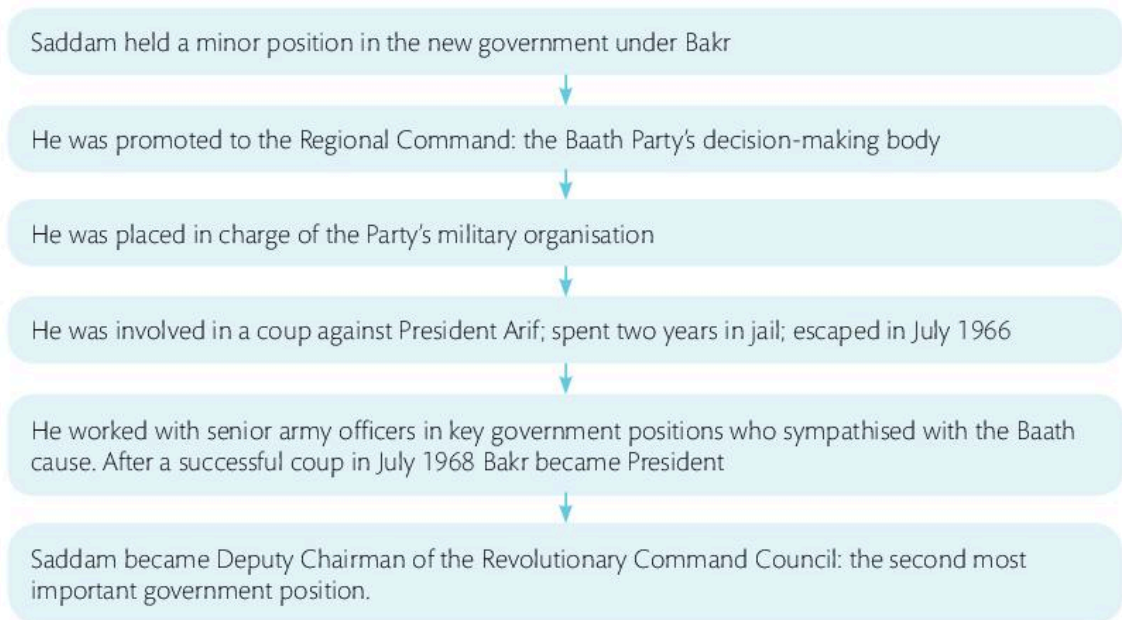 Saddam held a minor position in the new government under Bakr
He was promoted to the Regional Command: the Baath Party's decision-making body
He was placed in charge of the Party's military organisation
He was involved in a coup against President Arif; spent two years in jail; escaped in July 1966
He worked with senior army officers in key government positions who sympathised with the Baath
cause. After a successful coup in July 1968 Bakr became President
Saddam became Deputy Chairman of the Revolutionary Command Council: the second most
important government position.